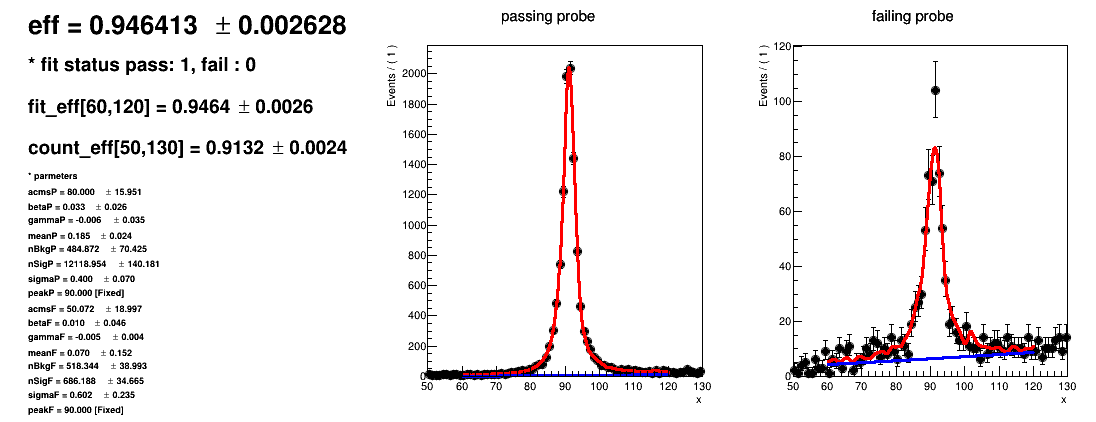 eff = 0.946413 ± 0.002628
* fit status pass: 1, fail : 0
fit_eff[60,120] = 0.9464 ± 0.0026
count_eff[50,130] = 0.9132 ± 0.0024
* parmeters
acmsP = 80.000 ± 15.951
betaP = 0.033 ± 0.026
gammaP = -0.006 ± 0.035
meanP = 0.185 ± 0.024
nBkgP = 484.872 ± 70.425
nSigP = 12118.954 ± 140.181
sigmaP = 0.400 ± 0.070
peakP = 90.000 [Fixed]
acmsF = 50.072 ± 18.997
betaF = 0.010 ± 0.046
gammaF = -0.005 ± 0.004
meanF = 0.070 ± 0.152
nBkgF = 518.344 ± 38.993
nSigF = 686.188 ± 34.665
sigmaF = 0.602 ± 0.235
peakF = 90.000 [Fixed]
passing probe
Events / ( 1 )
2000
1800
1600
1400
1200
1000
800
600
400
200
0
50 60 70 80 90 100 110 120 130
x
failing probe
Events / ( 1 )
120
100
80
60
40
20
0
50 60 70 80 90 100 110 120 130
x